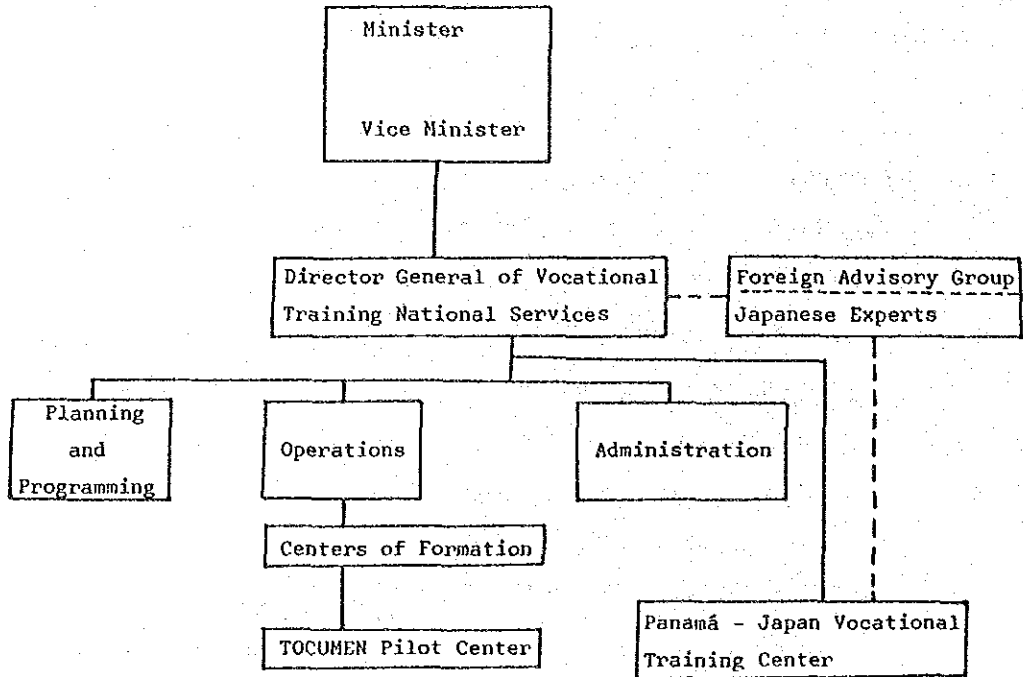 Minister
Vice Minister
Director General of Vocational
Training National Services
Foreign Advisory Group
Japanese Experts
Planning
and
Programming
Operations
Administration
Centers of Formation
TOCUMEN Pilot Center
Panamá - Japan Vocational
Training Center